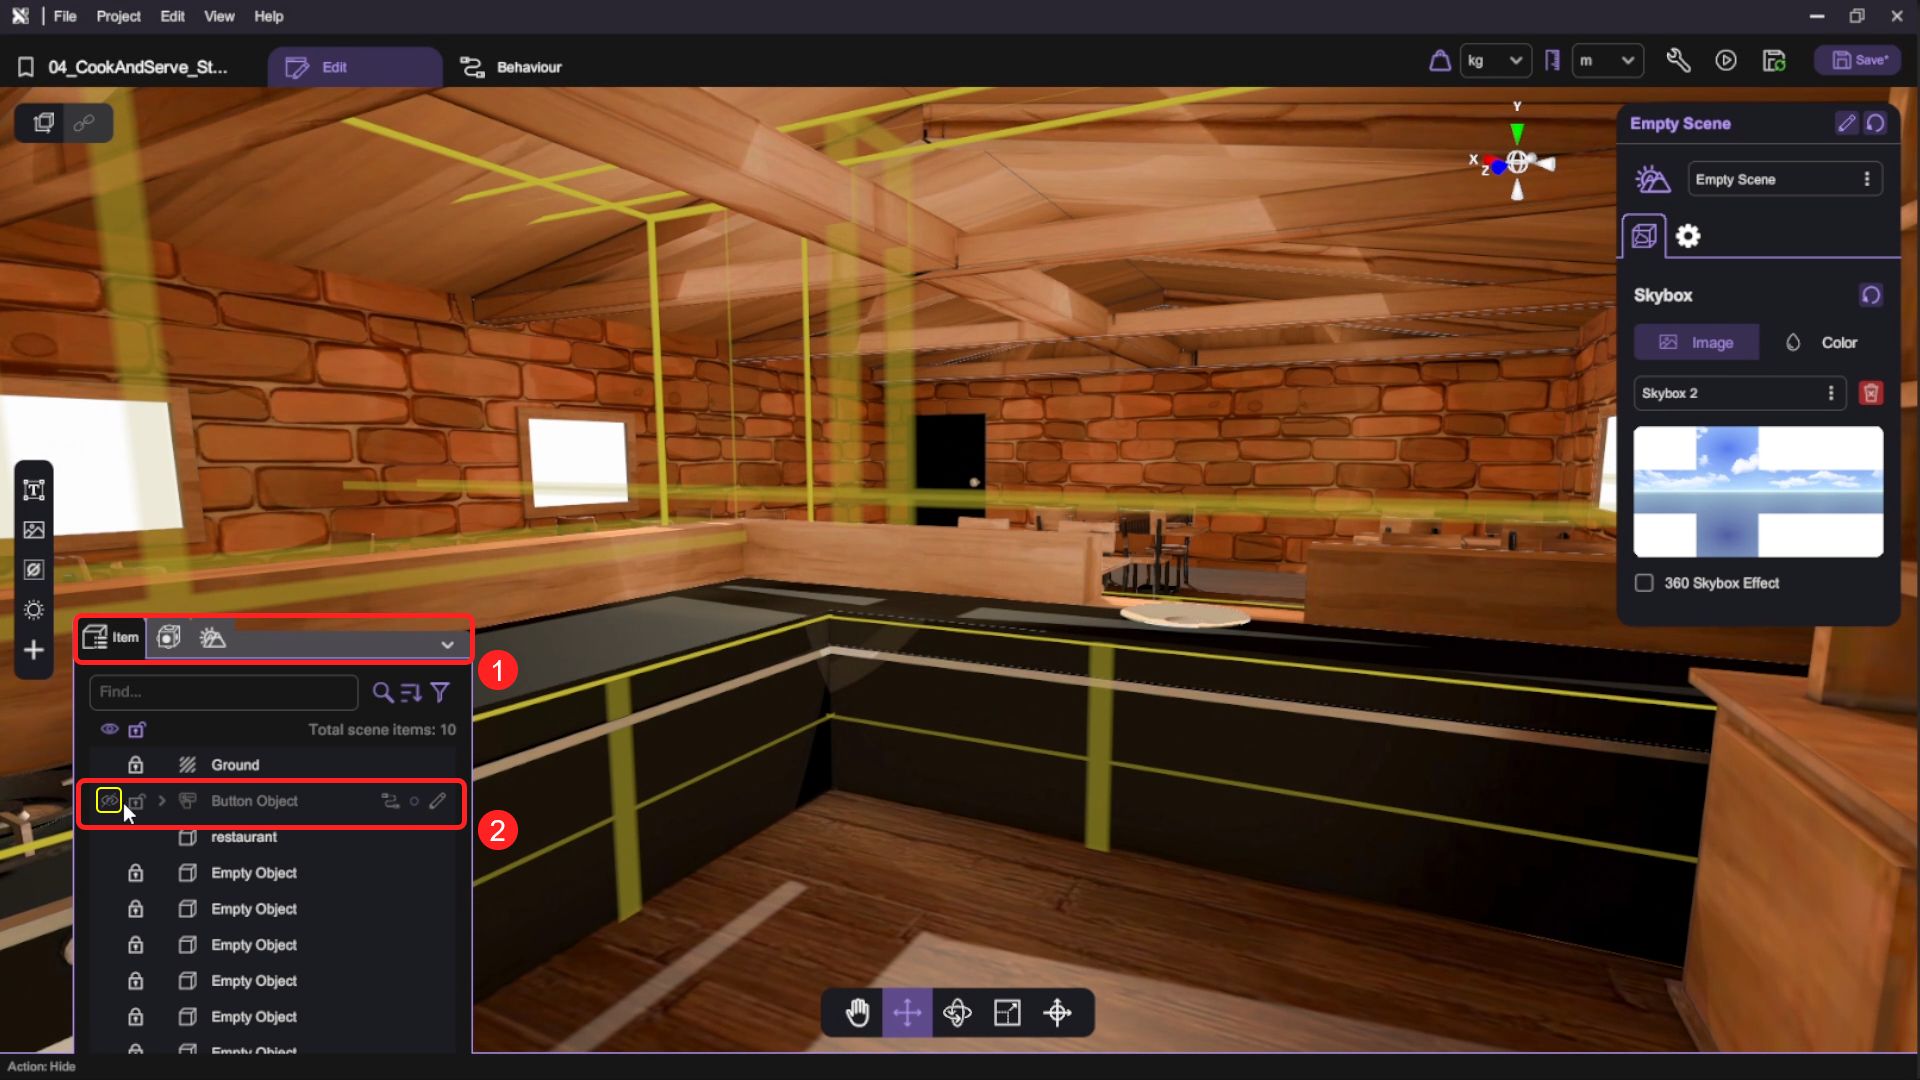 File Project Edit View Help
04_CookAndServe_St... Edit Behaviour kg m Save*
Y
X
Z
Empty Scene
Empty Scene
Skybox
Image Color
Skybox 2
360 Skybox Effect
Item
1
Find...
Total scene items: 10
Ground
Button Object
2
restaurant
Empty Object
Empty Object
Empty Object
Empty Object
Empty Object
Empty Object
Action: Hide